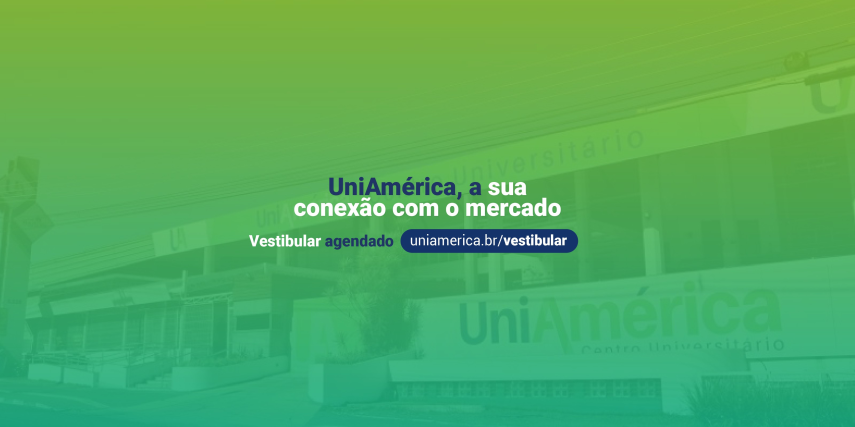 Universitário
UniAmérica, a sua
conexão com o mercado
Vestibular agendado uniamerica.br/vestibular
UniAmérica
Centro Universitário